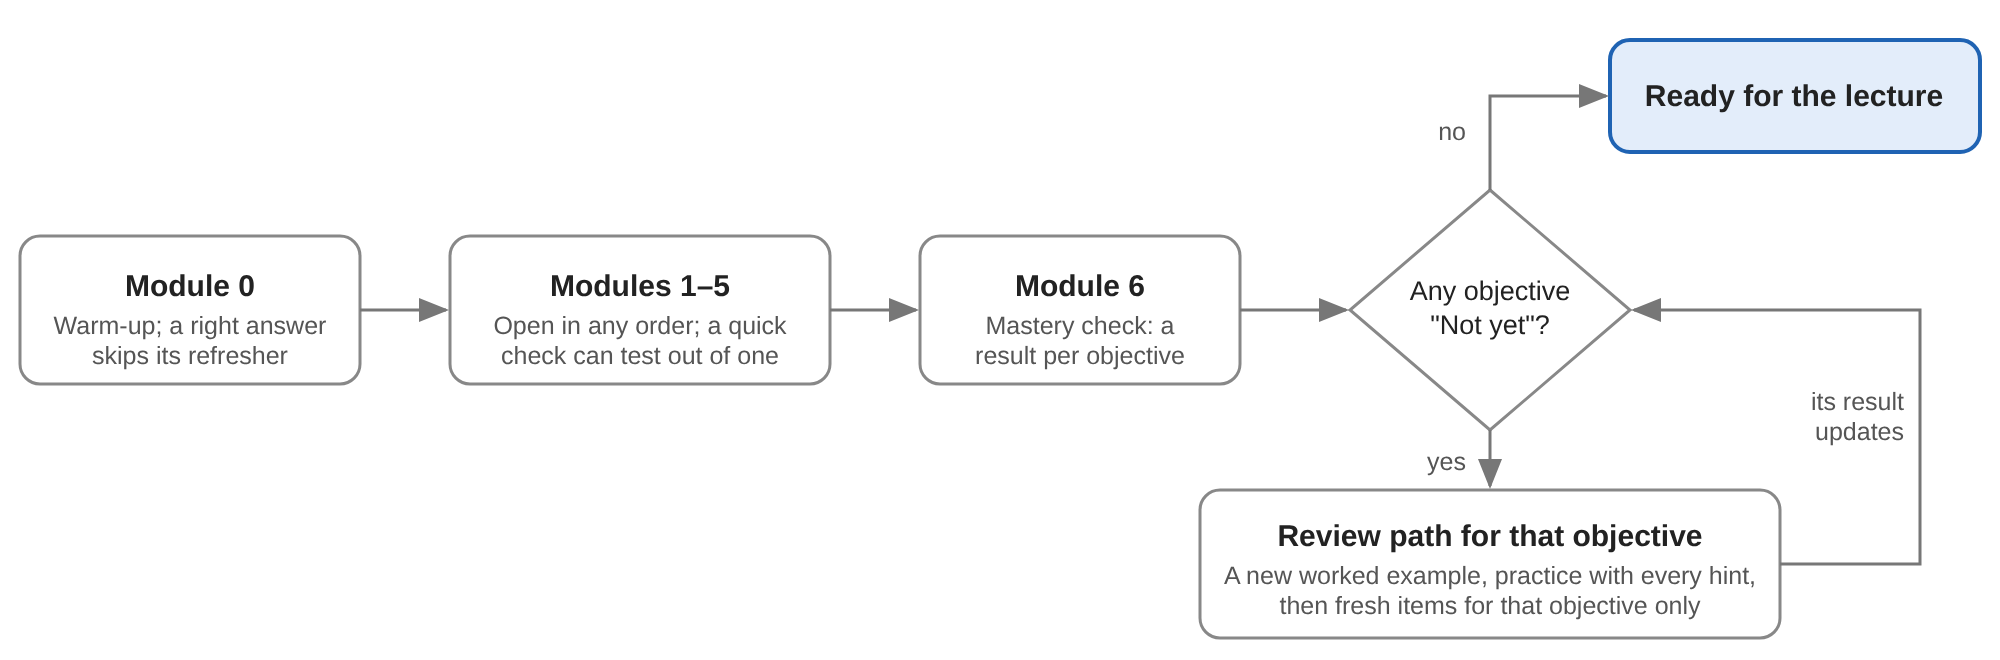 Ready for the lecture
no
Module 0
Warm-up; a right answer
skips its refresher
Modules 1–5
Open in any order; a quick
check can test out of one
Module 6
Mastery check: a
result per objective
Any objective
"Not yet"?
its result
updates
yes
Review path for that objective
A new worked example, practice with every hint,
then fresh items for that objective only